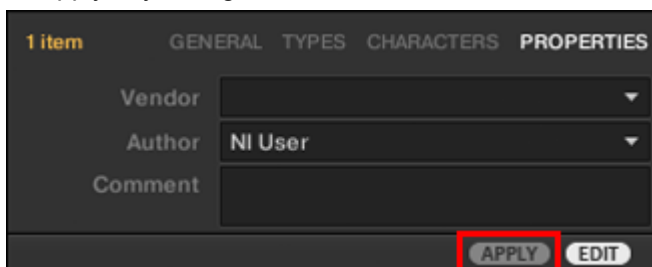 1 item GENERAL TYPES CHARACTERS PROPERTIES
Vendor
Author NI User
Comment
APPLY EDIT